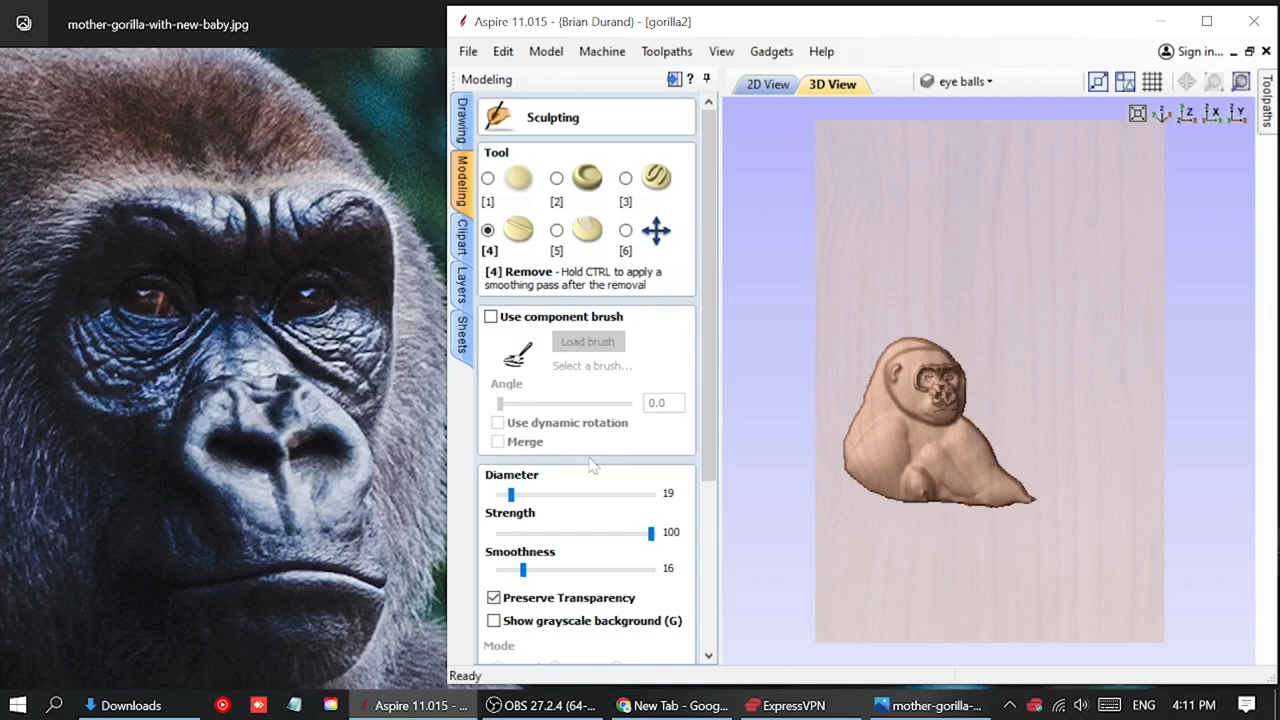 mother-gorilla-with-new-baby.jpg
Aspire 11.015 - {Brian Durand} - [gorilla2]
File Edit Model Machine Toolpaths View Gadgets Help
Sign in...
Modeling
2D View 3D View eye balls
Drawing
Modeling
Clipart
Layers
Sheets
Toolpaths
Sculpting
Tool
[1] [2] [3]
[4] [5] [6]
[4] Remove - Hold CTRL to apply a
smoothing pass after the removal
Use component brush
Load brush
Select a brush...
Angle
0.0
Use dynamic rotation
Merge
Diameter
19
Strength
100
Smoothness
16
Preserve Transparency
Show grayscale background (G)
Mode
Ready
Downloads
Aspire 11.015 - ...
OBS 27.2.4 (64-...
New Tab - Goog...
ExpressVPN
mother-gorilla-...
ENG
4:11 PM
Z X Y